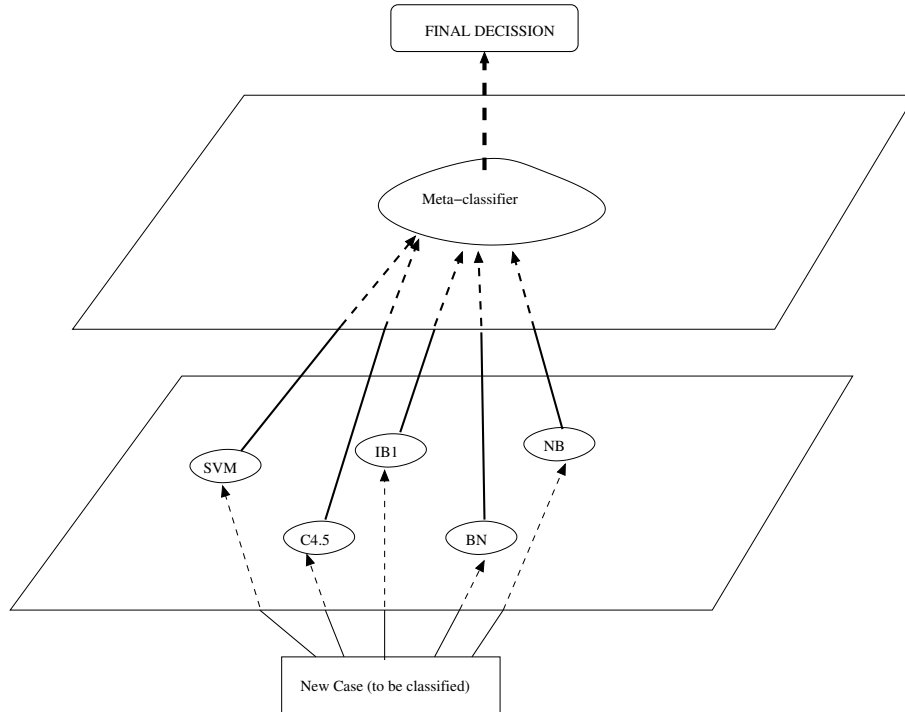 FINAL DECISSION
Meta−classifier
IB1
NB
SVM
C4.5
BN
New Case (to be classified)